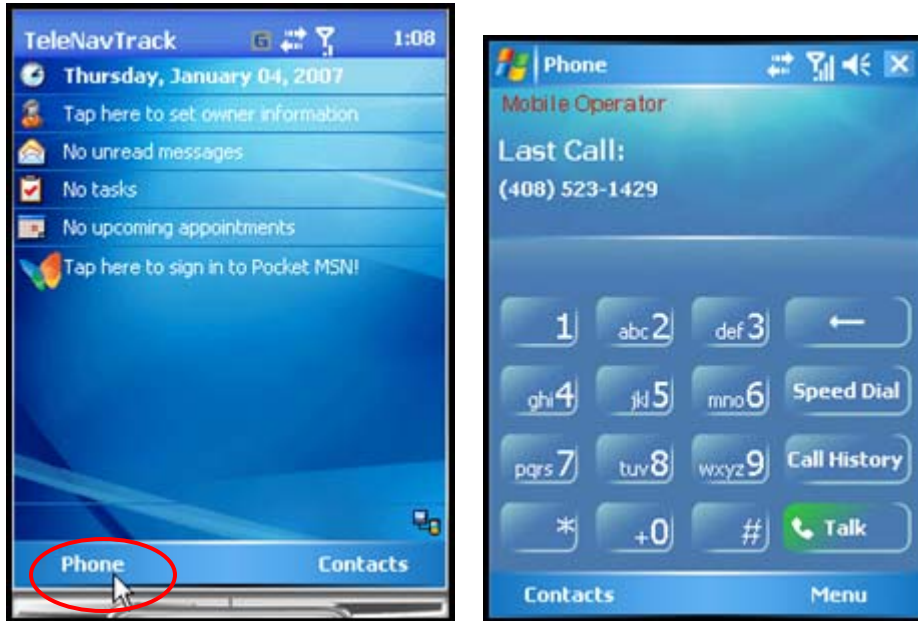 TeleNavTrack G 1:08
Thursday, January 04, 2007
Tap here to set owner information
No unread messages
No tasks
No upcoming appointments
Tap here to sign in to Pocket MSN!
Phone Contacts
Phone
Mobile Operator
Last Call:
(408) 523-1429
1 abc2 def3 ←
ghi4 jkl5 mno6 Speed Dial
pqrs7 tuv8 wxyz9 Call History
* +0 # Talk
Contacts Menu